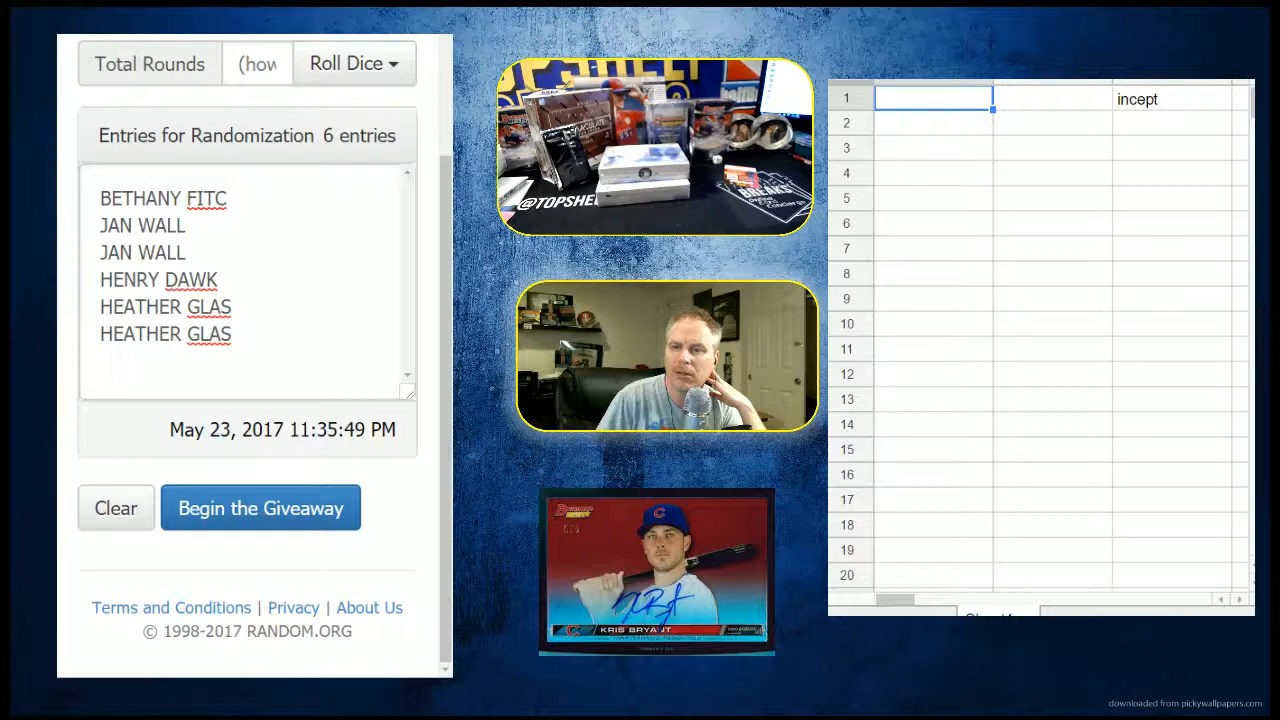 Total Rounds (how Roll Dice
Entries for Randomization 6 entries
BETHANY FITC
JAN WALL
JAN WALL
HENRY DAWK
HEATHER GLAS
HEATHER GLAS
May 23, 2017 11:35:49 PM
Clear Begin the Giveaway
Terms and Conditions | Privacy | About Us
© 1998-2017 RANDOM.ORG
IMMACULATE
@TOPSHE
BREAKS
KRIS BRYANT
1 incept
2
3
4
5
6
7
8
9
10
11
12
13
14
15
16
17
18
19
20
downloaded from pickywallpapers.com